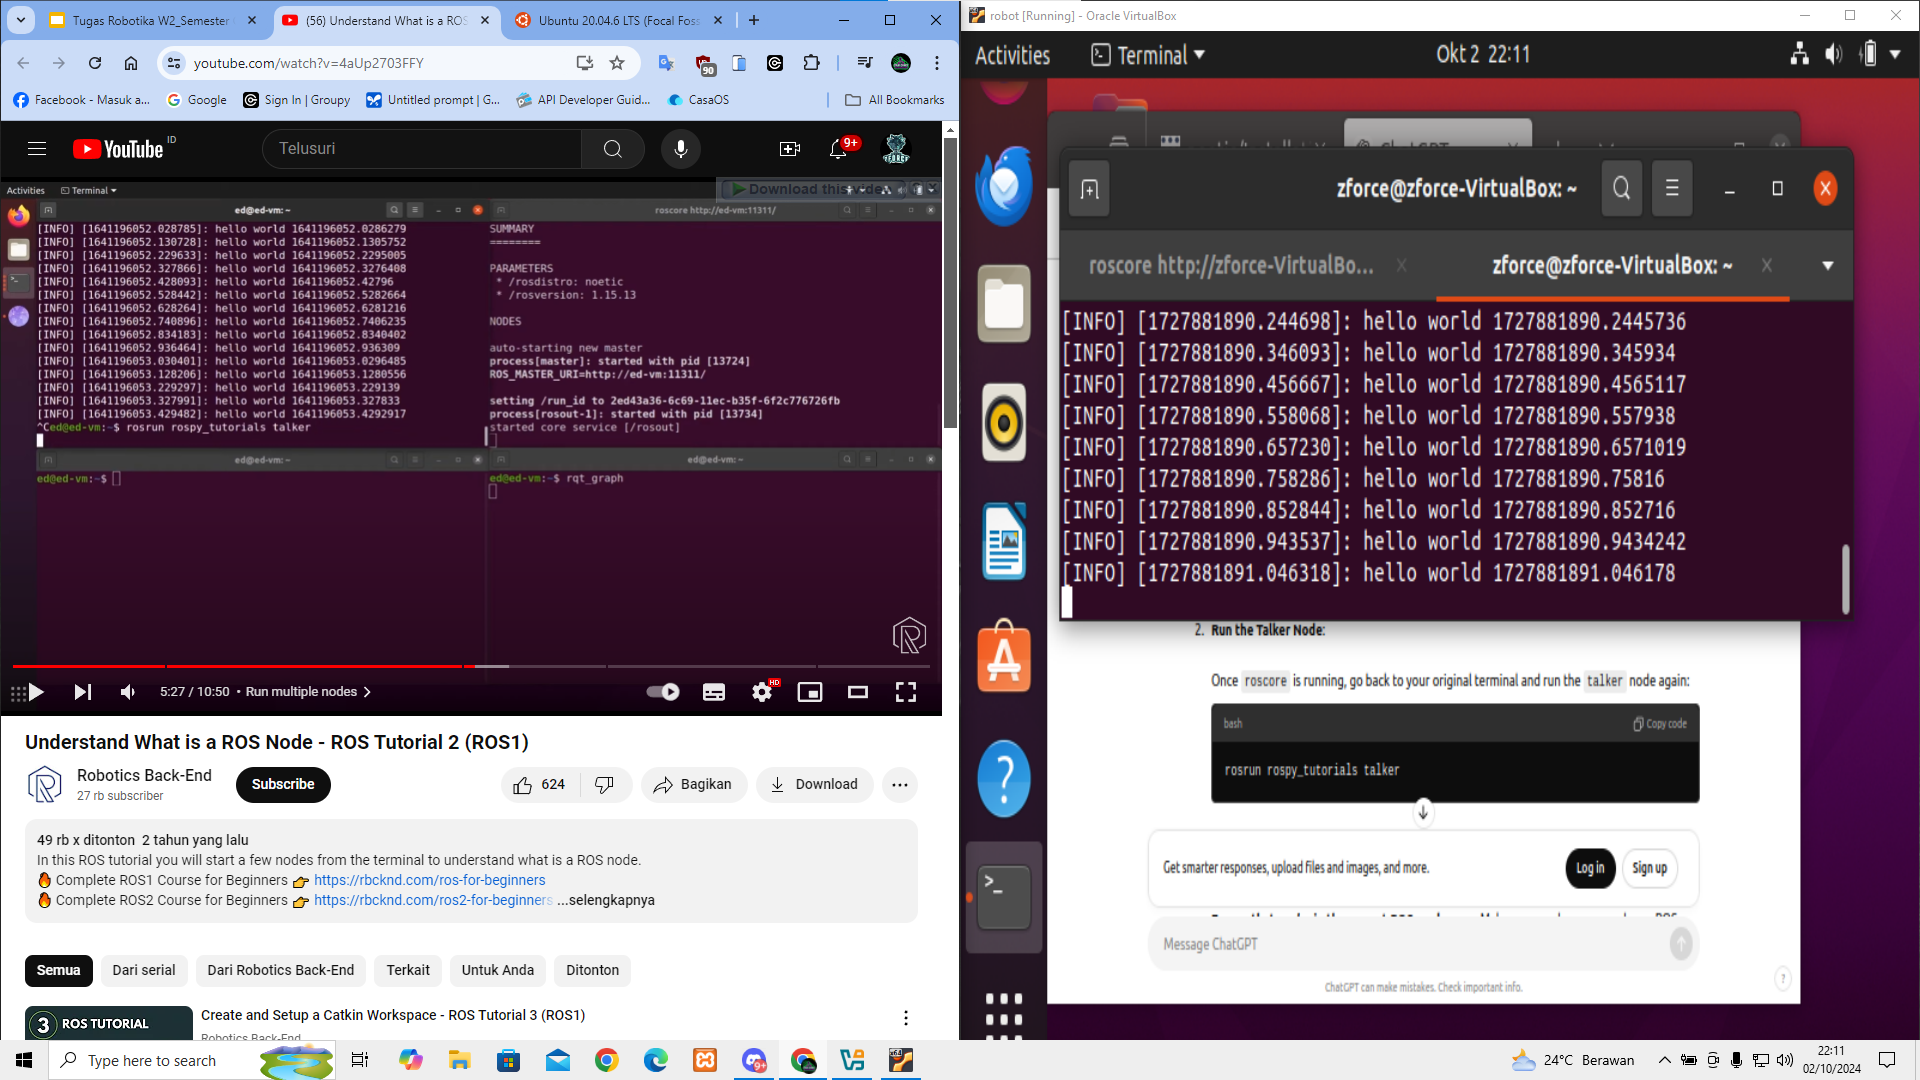 Tugas Robotika W2_Semester
(56) Understand What is a ROS
Ubuntu 20.04.6 LTS (Focal Foss
youtube.com/watch?v=4aUp2703FFY
90
Facebook - Masuk a...
Google
Sign In | Groupy
Untitled prompt | G...
API Developer Guid...
CasaOS
All Bookmarks
YouTube ID
Telusuri
9+
Activities
Terminal
Download this video
ed@ed-vm: ~
roscore http://ed-vm:11311/
[INFO] [1641196052.028785]: hello world 1641196052.0286279
[INFO] [1641196052.130728]: hello world 1641196052.1305752
[INFO] [1641196052.229633]: hello world 1641196052.2295005
[INFO] [1641196052.327866]: hello world 1641196052.3276408
[INFO] [1641196052.428093]: hello world 1641196052.42796
[INFO] [1641196052.528442]: hello world 1641196052.5282664
[INFO] [1641196052.628264]: hello world 1641196052.6281216
[INFO] [1641196052.740896]: hello world 1641196052.7406235
[INFO] [1641196052.834183]: hello world 1641196052.8340402
[INFO] [1641196052.936464]: hello world 1641196052.936309
[INFO] [1641196053.030401]: hello world 1641196053.0296485
[INFO] [1641196053.128206]: hello world 1641196053.1280556
[INFO] [1641196053.229297]: hello world 1641196053.229139
[INFO] [1641196053.327991]: hello world 1641196053.327833
[INFO] [1641196053.429482]: hello world 1641196053.4292917
^Ced@ed-vm:~$ rosrun rospy_tutorials talker
SUMMARY
========
PARAMETERS
* /rosdistro: noetic
* /rosversion: 1.15.13
NODES
auto-starting new master
process[master]: started with pid [13724]
ROS_MASTER_URI=http://ed-vm:11311/
setting /run_id to 2ed43a36-6c69-11ec-b35f-6f2c776726fb
process[rosout-1]: started with pid [13734]
started core service [/rosout]
ed@ed-vm: ~
ed@ed-vm: ~
ed@ed-vm:~$
ed@ed-vm:~$ rqt_graph
5:27 / 10:50 • Run multiple nodes
HD
Understand What is a ROS Node - ROS Tutorial 2 (ROS1)
Robotics Back-End
27 rb subscriber
Subscribe
624
Bagikan
Download
49 rb x ditonton 2 tahun yang lalu
In this ROS tutorial you will start a few nodes from the terminal to understand what is a ROS node.
Complete ROS1 Course for Beginners https://rbcknd.com/ros-for-beginners
Complete ROS2 Course for Beginners https://rbcknd.com/ros2-for-beginners ...selengkapnya
Semua
Dari serial
Dari Robotics Back-End
Terkait
Untuk Anda
Ditonton
3 ROS TUTORIAL
Create and Setup a Catkin Workspace - ROS Tutorial 3 (ROS1)
Robotics Back-End
robot [Running] - Oracle VirtualBox
Activities
Terminal
Okt 2 22:11
zforce@zforce-VirtualBox: ~
roscore http://zforce-VirtualBo...
zforce@zforce-VirtualBox: ~
[INFO] [1727881890.244698]: hello world 1727881890.2445736
[INFO] [1727881890.346093]: hello world 1727881890.345934
[INFO] [1727881890.456667]: hello world 1727881890.4565117
[INFO] [1727881890.558068]: hello world 1727881890.557938
[INFO] [1727881890.657230]: hello world 1727881890.6571019
[INFO] [1727881890.758286]: hello world 1727881890.75816
[INFO] [1727881890.852844]: hello world 1727881890.852716
[INFO] [1727881890.943537]: hello world 1727881890.9434242
[INFO] [1727881891.046318]: hello world 1727881891.046178
2. Run the Talker Node:
Once roscore is running, go back to your original terminal and run the talker node again:
bash
Copy code
rosrun rospy_tutorials talker
Get smarter responses, upload files and images, and more.
Log in
Sign up
Message ChatGPT
ChatGPT can make mistakes. Check important info.
?
Type here to search
24°C Berawan
22:11
02/10/2024